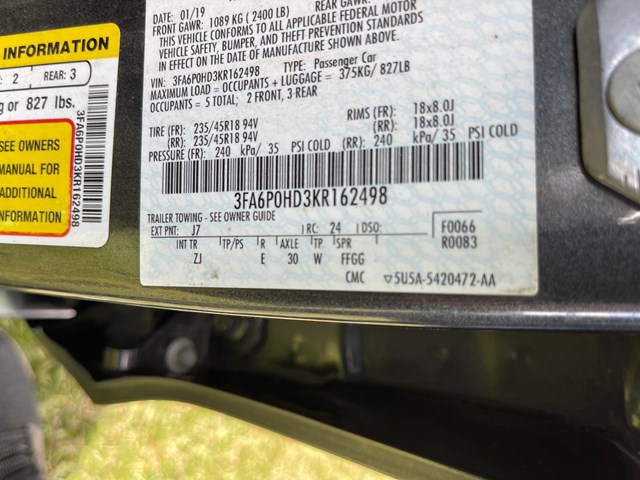 DATE: 01/19
FRONT GAWR: 1089 KG ( 2400 LB) REAR GAWR:
THIS VEHICLE CONFORMS TO ALL APPLICABLE FEDERAL MOTOR
VEHICLE SAFETY, BUMPER, AND THEFT PREVENTION STANDARDS
IN EFFECT ON THE DATE OF MANUFACTURE SHOWN ABOVE.
VIN: 3FA6P0HD3KR162498 TYPE: Passenger Car
MAXIMUM LOAD = OCCUPANTS + LUGGAGE = 375KG/ 827LB
OCCUPANTS = 5 TOTAL; 2 FRONT, 3 REAR
TIRE (FR): 235/45R18 94V RIMS (FR): 18x8.0J
(RR): 235/45R18 94V (RR): 18x8.0J
PRESSURE (FR): 240 kPa/ 35 PSI COLD (RR): 240 kPa/ 35 PSI COLD
3FA6P0HD3KR162498
TRAILER TOWING - SEE OWNER GUIDE
EXT PNT: J7 RC: 24 DSO: F0066
R0083
INT TR TP/PS R AXLE TP SPR
ZJ E 30 W FFGG
CMC ▽5U5A-5420472-AA
INFORMATION
: 2 REAR: 3
g or 827 lbs.
SEE OWNERS
MANUAL FOR
ADDITIONAL
INFORMATION
3FA6P0HD3KR162498